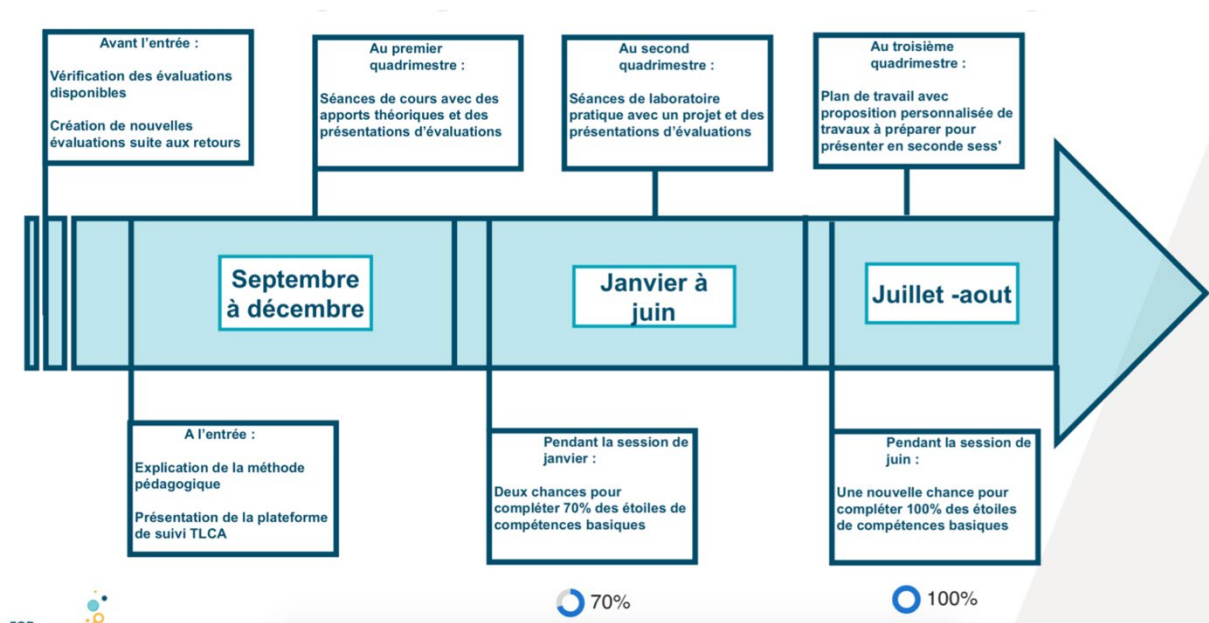 Avant l'entrée :
Vérification des évaluations
disponibles
Création de nouvelles
évaluations suite aux retours
Au premier
quadrimestre :
Séances de cours avec des
apports théoriques et des
présentations d'évaluations
Au second
quadrimestre :
Séances de laboratoire
pratique avec un projet et des
présentations d'évaluations
Au troisième
quadrimestre :
Plan de travail avec
proposition personnalisée de
travaux à préparer pour
présenter en seconde sess'
Septembre
à décembre
Janvier à
juin
Juillet -aout
A l'entrée :
Explication de la méthode
pédagogique
Présentation de la plateforme
de suivi TLCA
Pendant la session de
janvier :
Deux chances pour
compléter 70% des étoiles de
compétences basiques
Pendant la session de
juin :
Une nouvelle chance pour
compléter 100% des étoiles
de compétences basiques
70%
100%